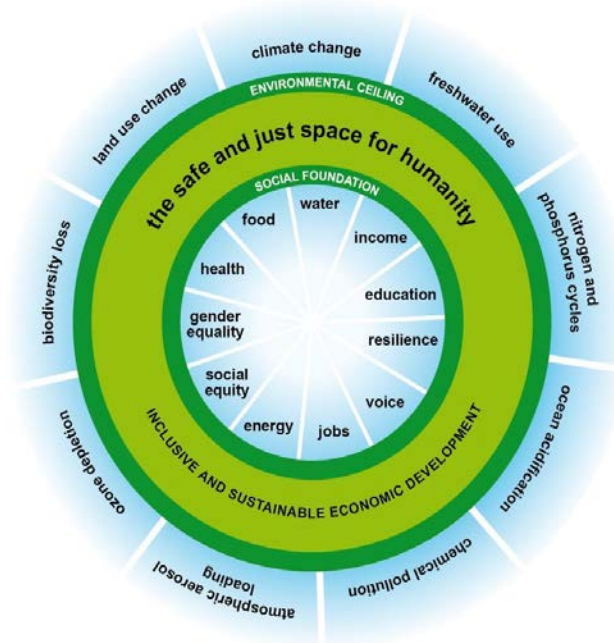 climate change
freshwater use
nitrogen and
phosphorus cycles
ocean acidification
chemical pollution
atmospheric aerosol
loading
ozone depletion
biodiversity loss
land use change
ENVIRONMENTAL CEILING
the safe and just space for humanity
SOCIAL FOUNDATION
water
income
education
resilience
voice
jobs
energy
social
equity
gender
equality
health
food
INCLUSIVE AND SUSTAINABLE ECONOMIC DEVELOPMENT